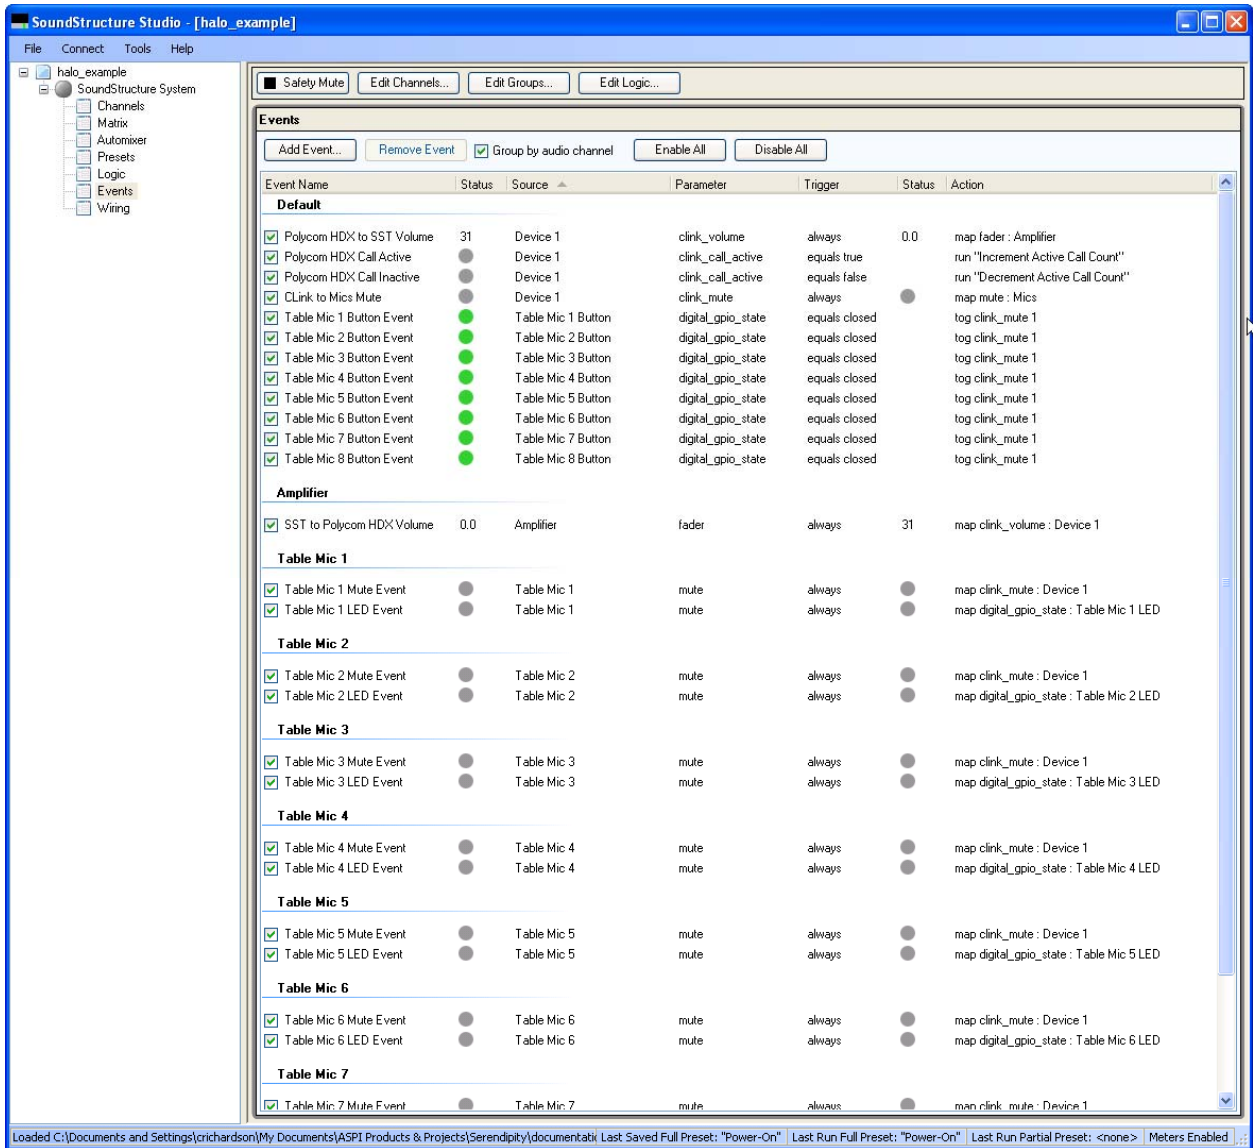 SoundStructure Studio - [halo_example]
File Connect Tools Help
halo_example
SoundStructure System
Channels
Matrix
Automixer
Presets
Logic
Events
Wiring
Safety Mute Edit Channels... Edit Groups... Edit Logic...
Events
Add Event... Remove Event Group by audio channel Enable All Disable All
Event Name Status Source Parameter Trigger Status Action
Default
Polycom HDX to SST Volume 31 Device 1 clink_volume always 0.0 map fader : Amplifier
Polycom HDX Call Active Device 1 clink_call_active equals true run "Increment Active Call Count"
Polycom HDX Call Inactive Device 1 clink_call_active equals false run "Decrement Active Call Count"
CLink to Mics Mute Device 1 clink_mute always map mute : Mics
Table Mic 1 Button Event Table Mic 1 Button digital_gpio_state equals closed tog clink_mute 1
Table Mic 2 Button Event Table Mic 2 Button digital_gpio_state equals closed tog clink_mute 1
Table Mic 3 Button Event Table Mic 3 Button digital_gpio_state equals closed tog clink_mute 1
Table Mic 4 Button Event Table Mic 4 Button digital_gpio_state equals closed tog clink_mute 1
Table Mic 5 Button Event Table Mic 5 Button digital_gpio_state equals closed tog clink_mute 1
Table Mic 6 Button Event Table Mic 6 Button digital_gpio_state equals closed tog clink_mute 1
Table Mic 7 Button Event Table Mic 7 Button digital_gpio_state equals closed tog clink_mute 1
Table Mic 8 Button Event Table Mic 8 Button digital_gpio_state equals closed tog clink_mute 1
Amplifier
SST to Polycom HDX Volume 0.0 Amplifier fader always 31 map clink_volume : Device 1
Table Mic 1
Table Mic 1 Mute Event Table Mic 1 mute always map clink_mute : Device 1
Table Mic 1 LED Event Table Mic 1 mute always map digital_gpio_state : Table Mic 1 LED
Table Mic 2
Table Mic 2 Mute Event Table Mic 2 mute always map clink_mute : Device 1
Table Mic 2 LED Event Table Mic 2 mute always map digital_gpio_state : Table Mic 2 LED
Table Mic 3
Table Mic 3 Mute Event Table Mic 3 mute always map clink_mute : Device 1
Table Mic 3 LED Event Table Mic 3 mute always map digital_gpio_state : Table Mic 3 LED
Table Mic 4
Table Mic 4 Mute Event Table Mic 4 mute always map clink_mute : Device 1
Table Mic 4 LED Event Table Mic 4 mute always map digital_gpio_state : Table Mic 4 LED
Table Mic 5
Table Mic 5 Mute Event Table Mic 5 mute always map clink_mute : Device 1
Table Mic 5 LED Event Table Mic 5 mute always map digital_gpio_state : Table Mic 5 LED
Table Mic 6
Table Mic 6 Mute Event Table Mic 6 mute always map clink_mute : Device 1
Table Mic 6 LED Event Table Mic 6 mute always map digital_gpio_state : Table Mic 6 LED
Table Mic 7
Table Mic 7 Mute Event Table Mic 7 mute always map clink_mute : Device 1
Loaded C:\Documents and Settings\crichardson\My Documents\ASPI Products & Projects\Serendipity\documentati Last Saved Full Preset: "Power-On" Last Run Full Preset: "Power-On" Last Run Partial Preset: <none> Meters Enabled